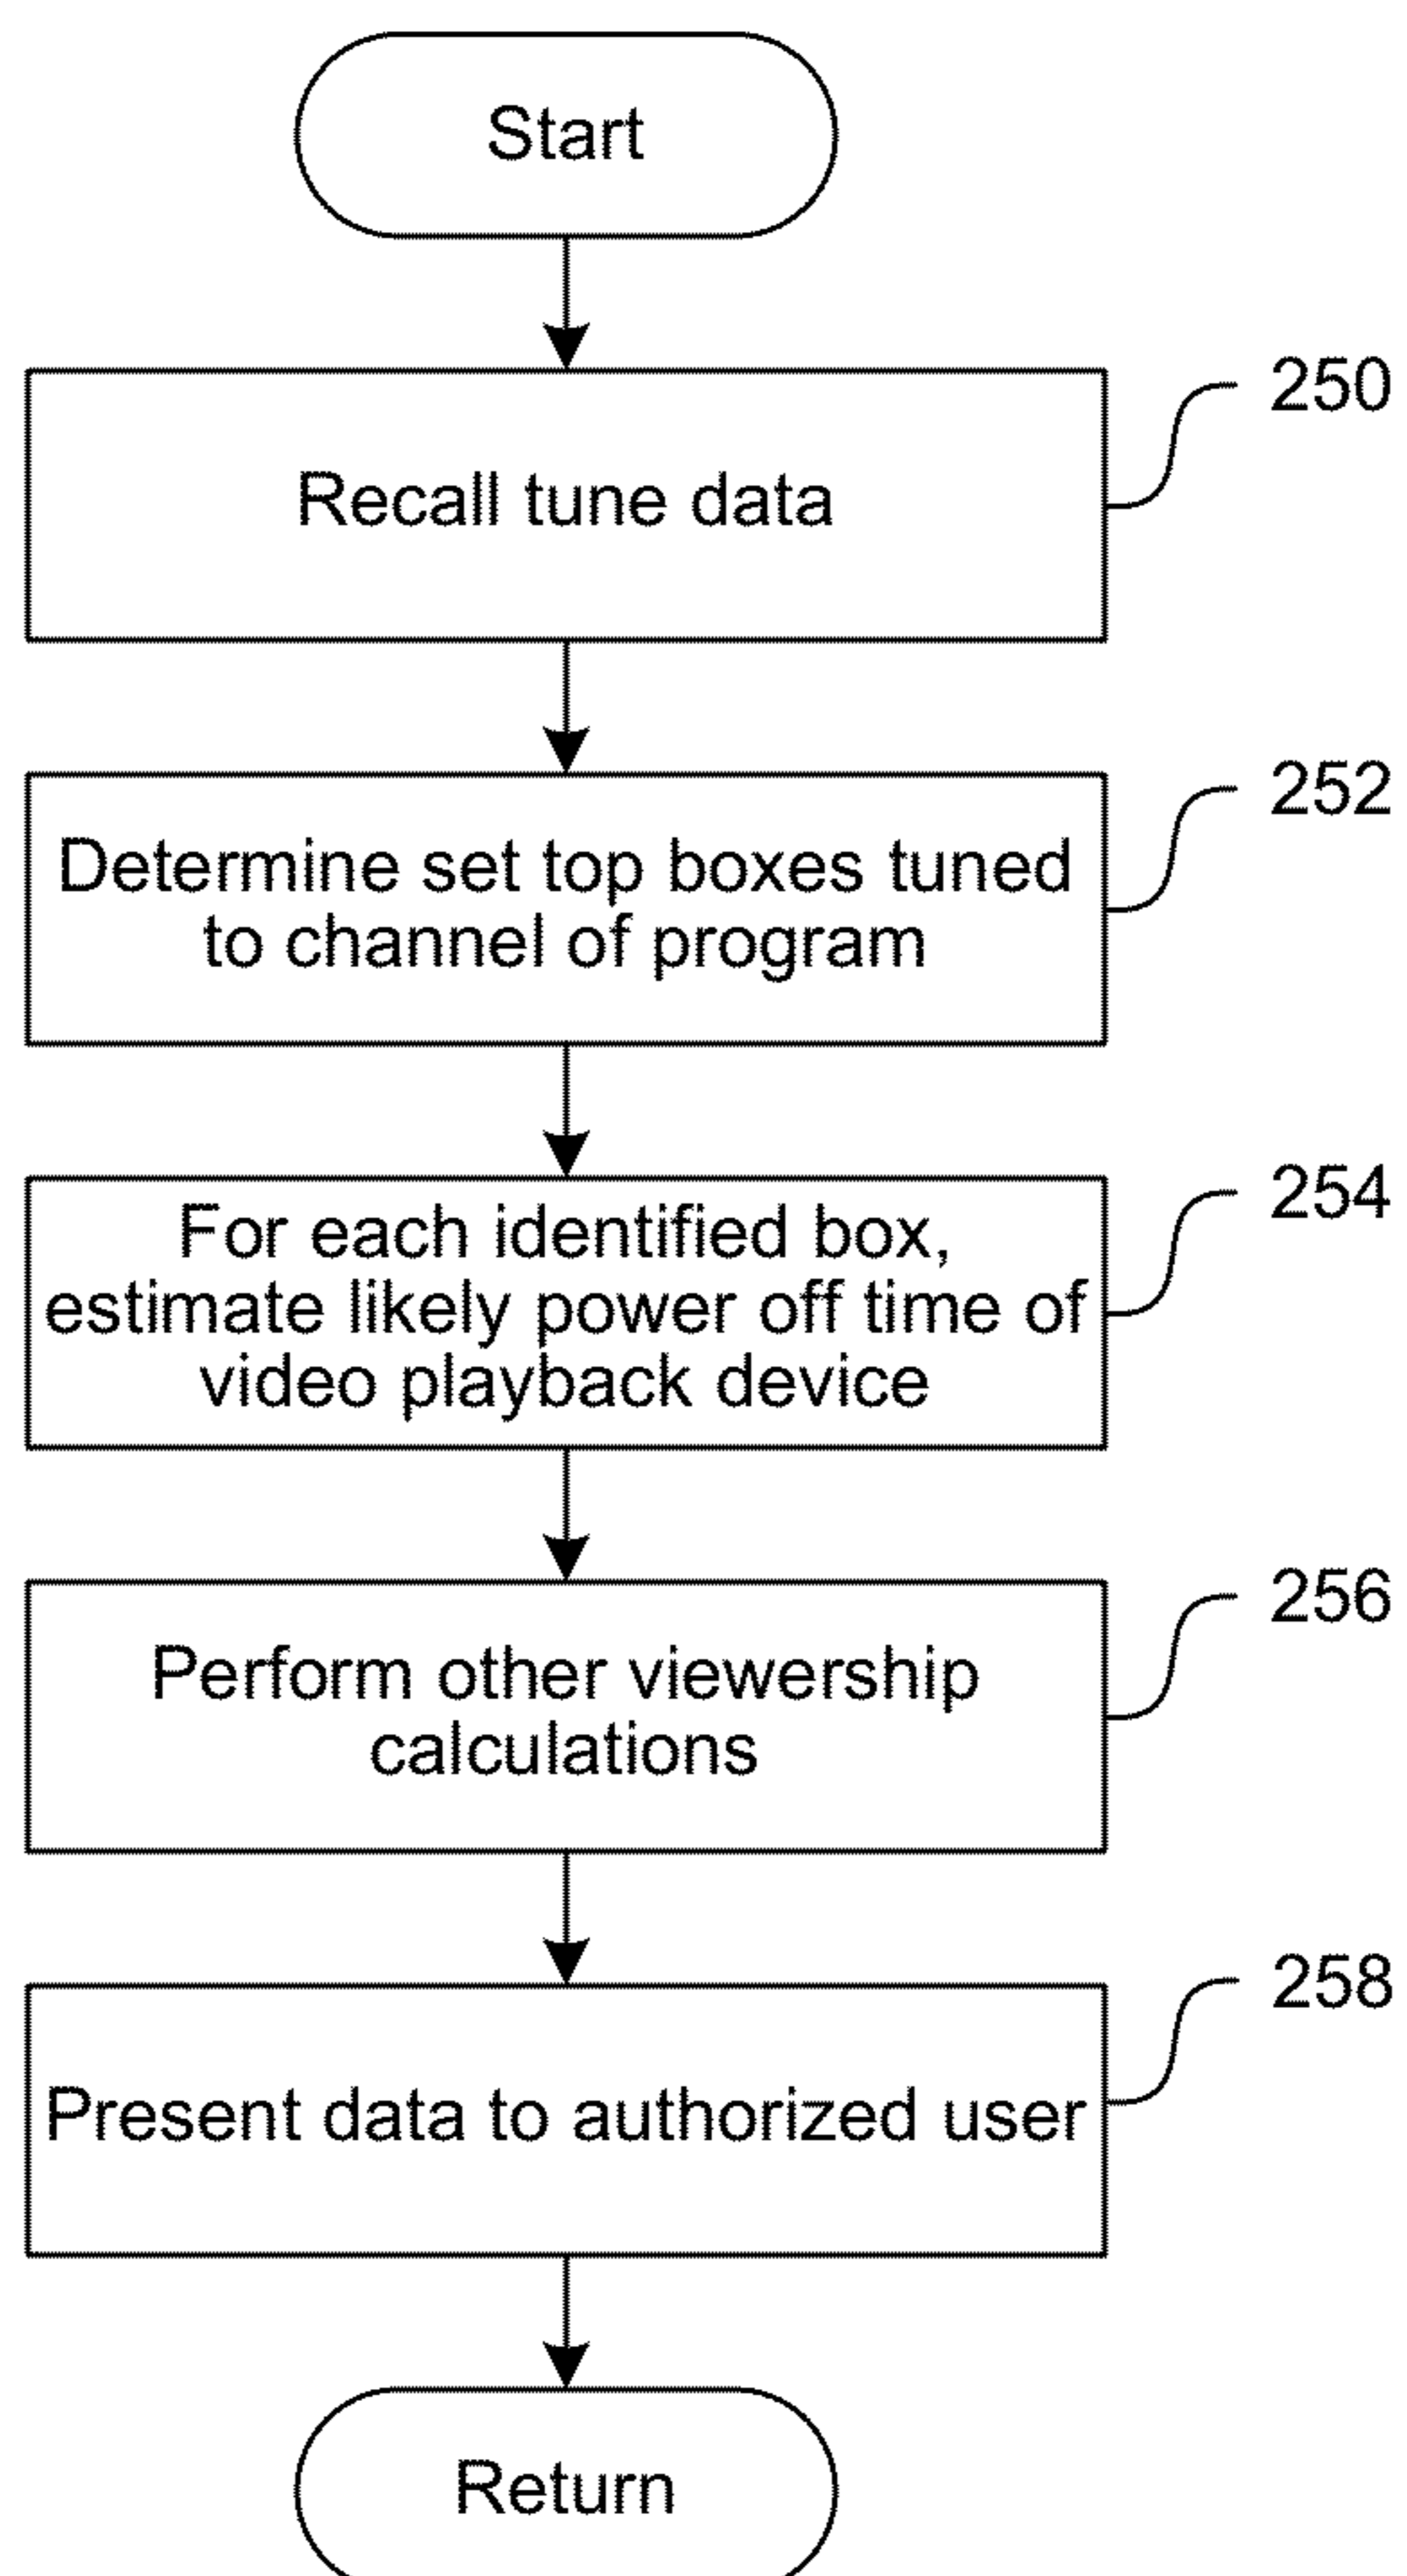 Start
250
Recall tune data
252
Determine set top boxes tuned
to channel of program
254
For each identified box,
estimate likely power off time of
video playback device
256
Perform other viewership
calculations
258
Present data to authorized user
Return